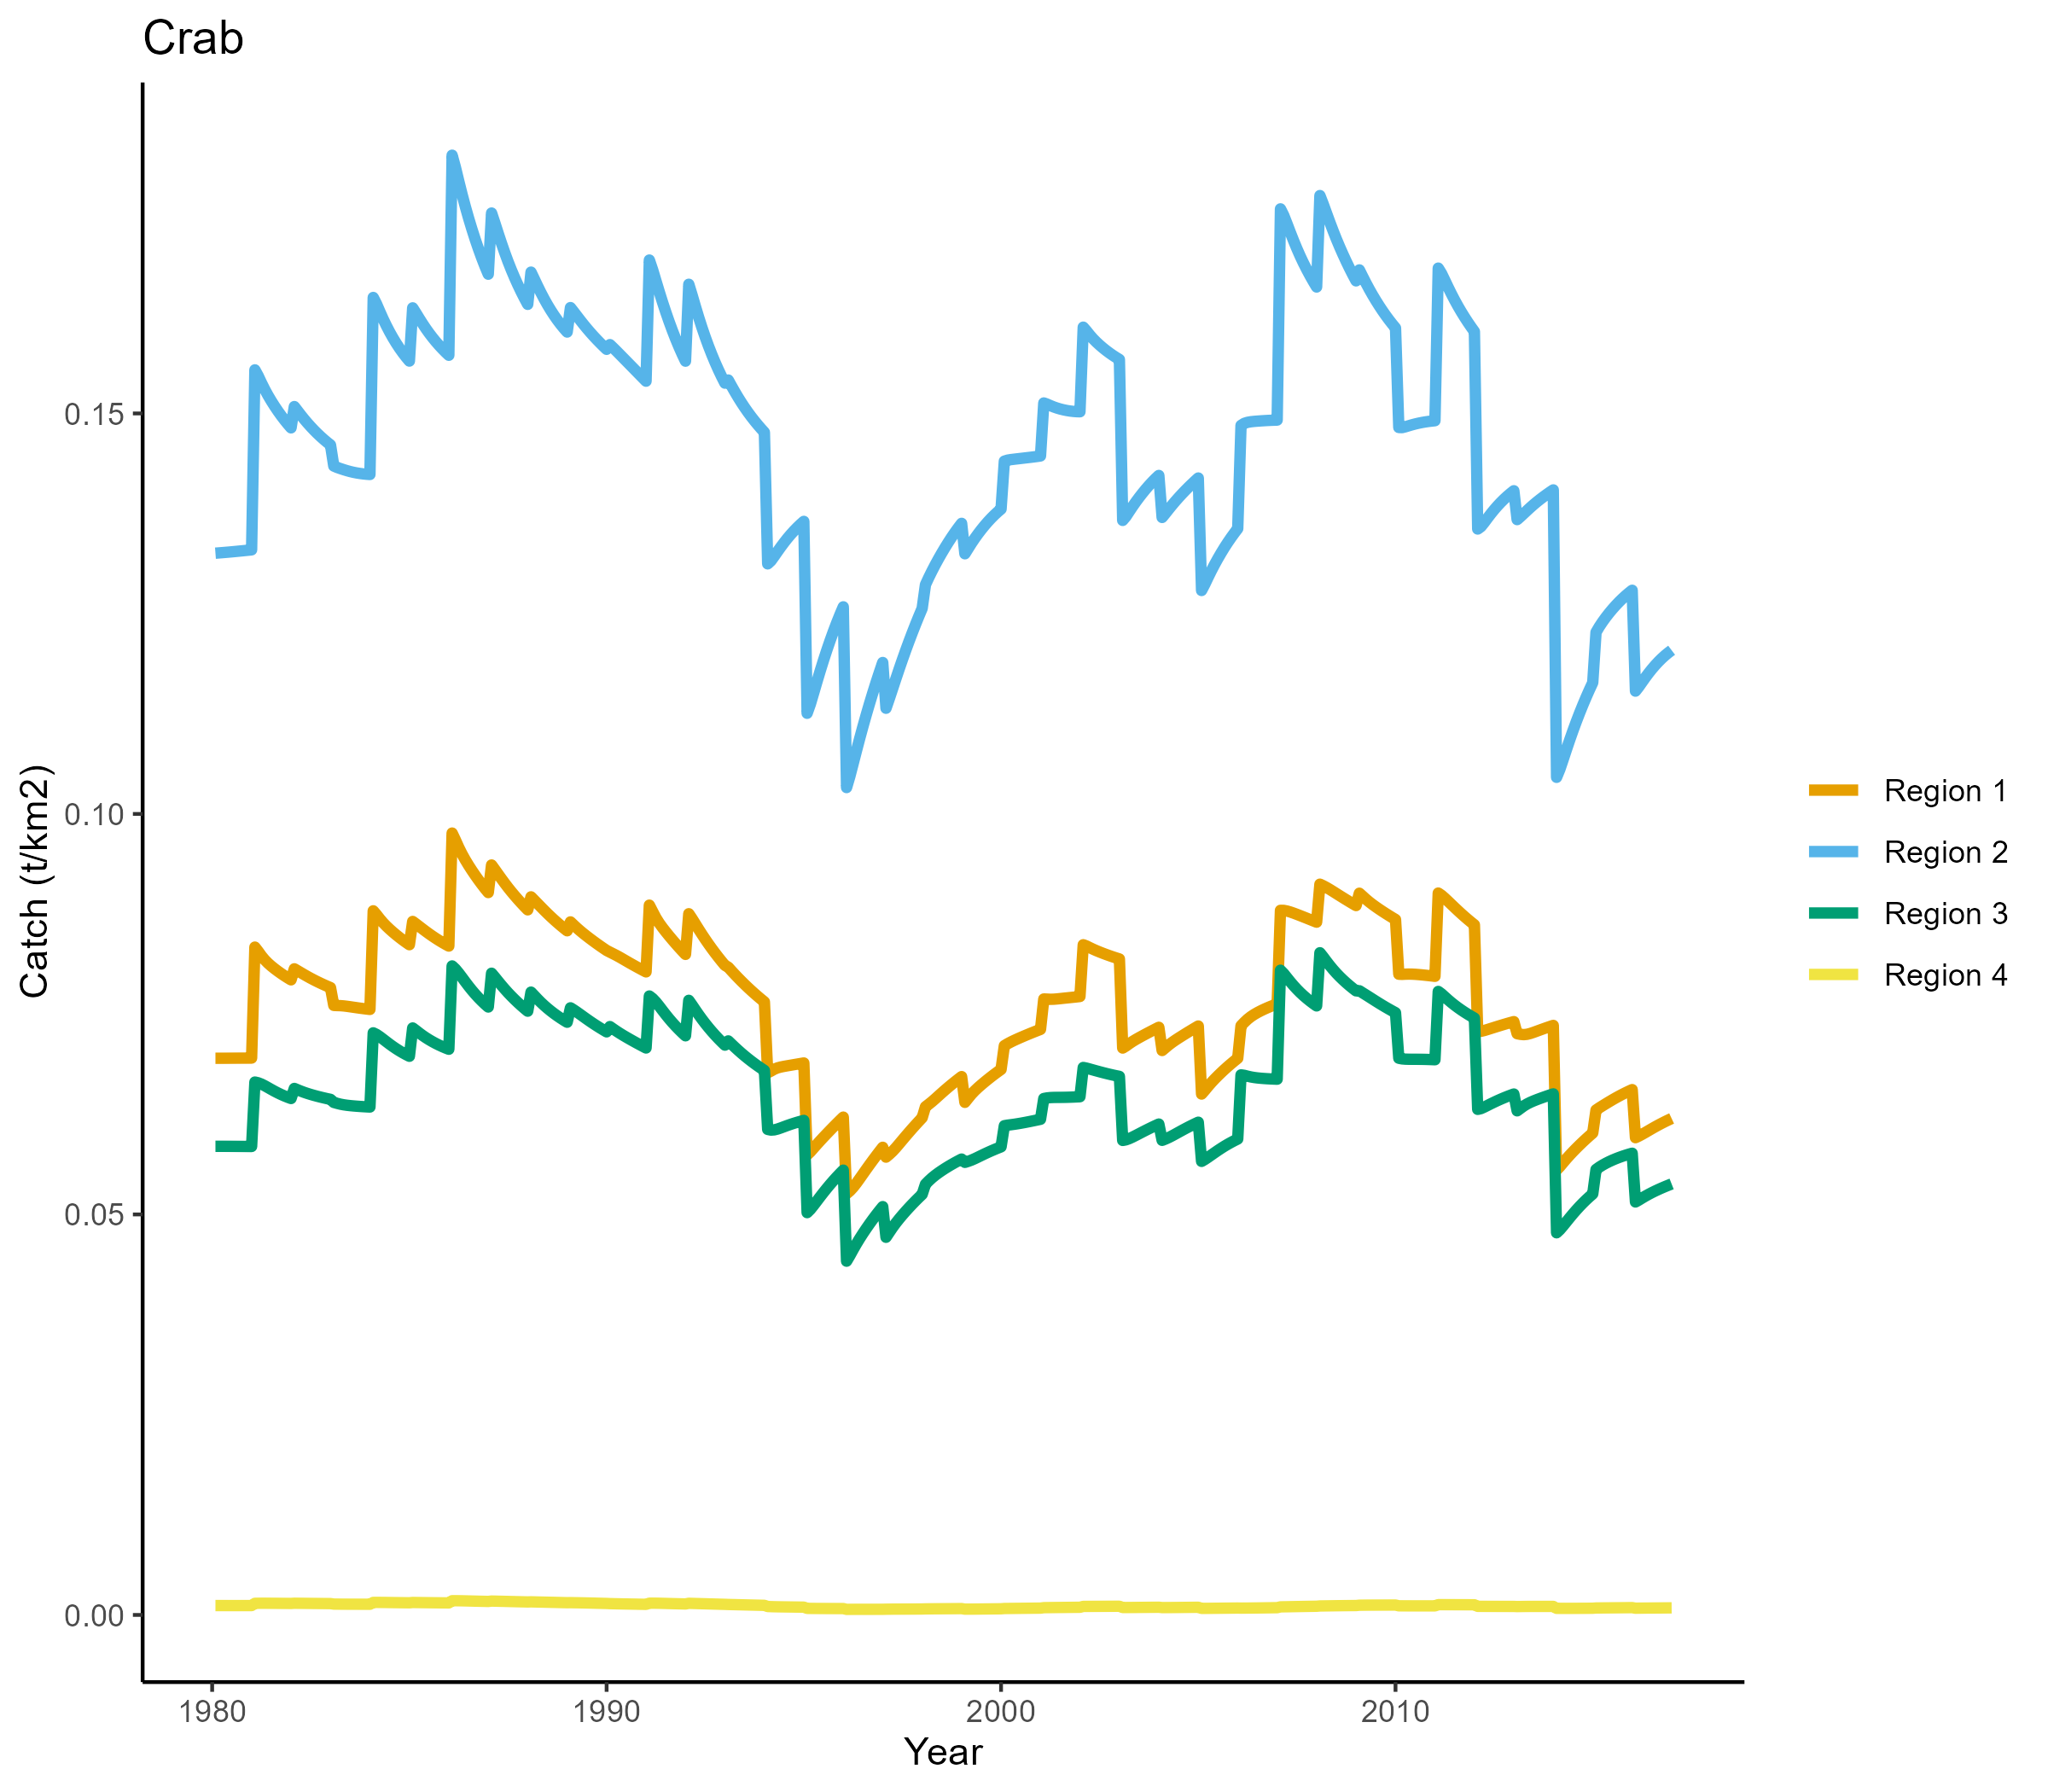 Crab
Catch (t/km2)
0.15
0.10
0.05
0.00
1980
1990
2000
2010
Year
Region 1
Region 2
Region 3
Region 4